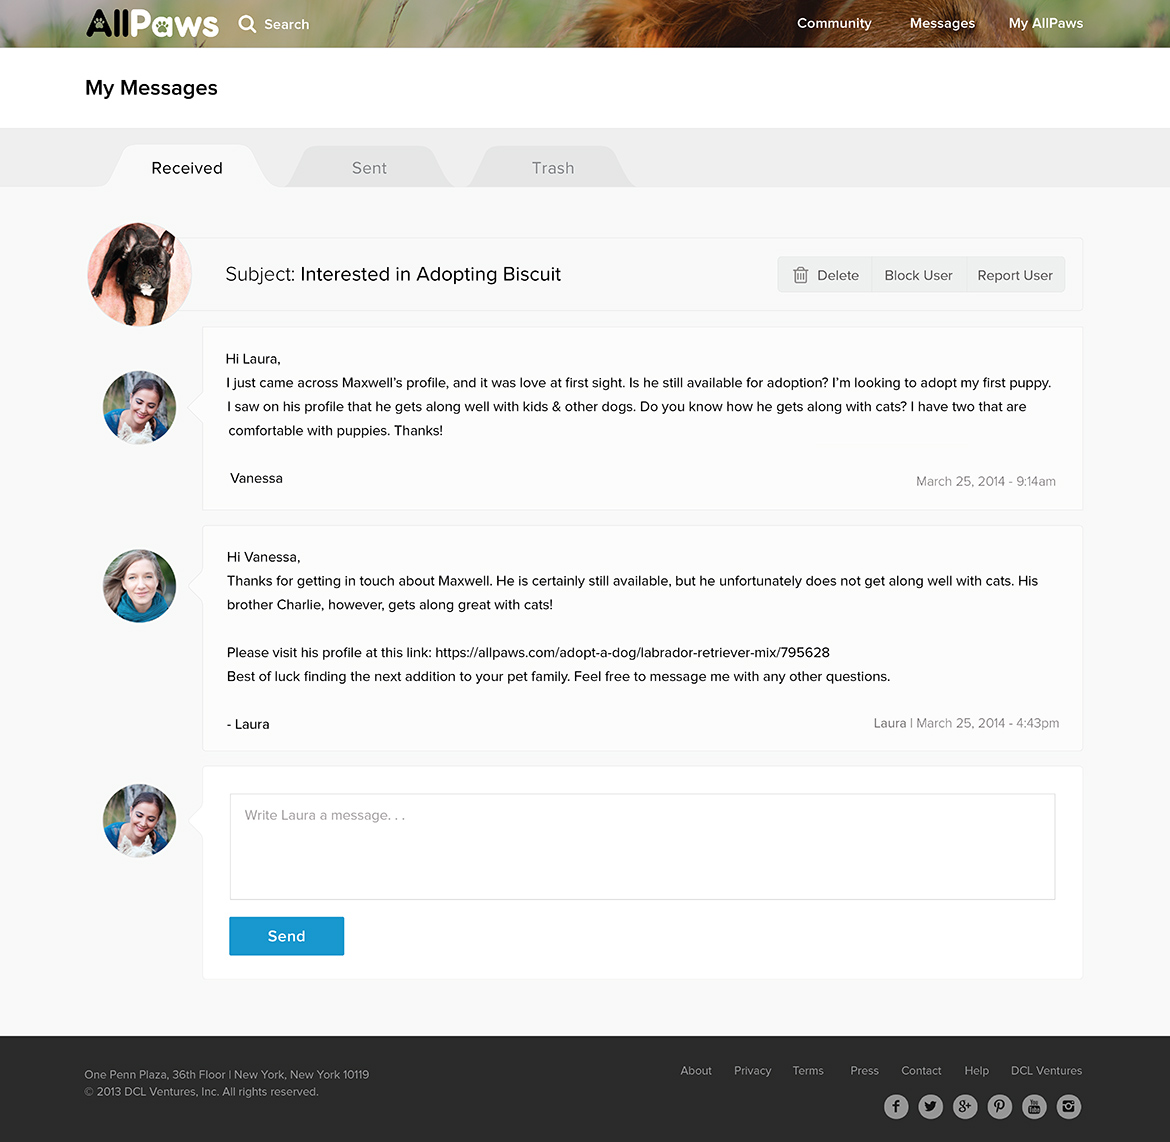 AllPaws
Search
Community
Messages
My AllPaws
My Messages
Received
Sent
Trash
Subject: Interested in Adopting Biscuit
Delete
Block User
Report User
Hi Laura,
I just came across Maxwell's profile, and it was love at first sight. Is he still available for adoption? I'm looking to adopt my first puppy.
I saw on his profile that he gets along well with kids & other dogs. Do you know how he gets along with cats? I have two that are
comfortable with puppies. Thanks!
Vanessa
March 25, 2014 - 9:14am
Hi Vanessa,
Thanks for getting in touch about Maxwell. He is certainly still available, but he unfortunately does not get along well with cats. His
brother Charlie, however, gets along great with cats!
Please visit his profile at this link: https://allpaws.com/adopt-a-dog/labrador-retriever-mix/795628
Best of luck finding the next addition to your pet family. Feel free to message me with any other questions.
- Laura
Laura | March 25, 2014 - 4:43pm
Write Laura a message. . .
Send
One Penn Plaza, 36th Floor | New York, New York 10119
© 2013 DCL Ventures, Inc. All rights reserved.
About
Privacy
Terms
Press
Contact
Help
DCL Ventures
You Tube